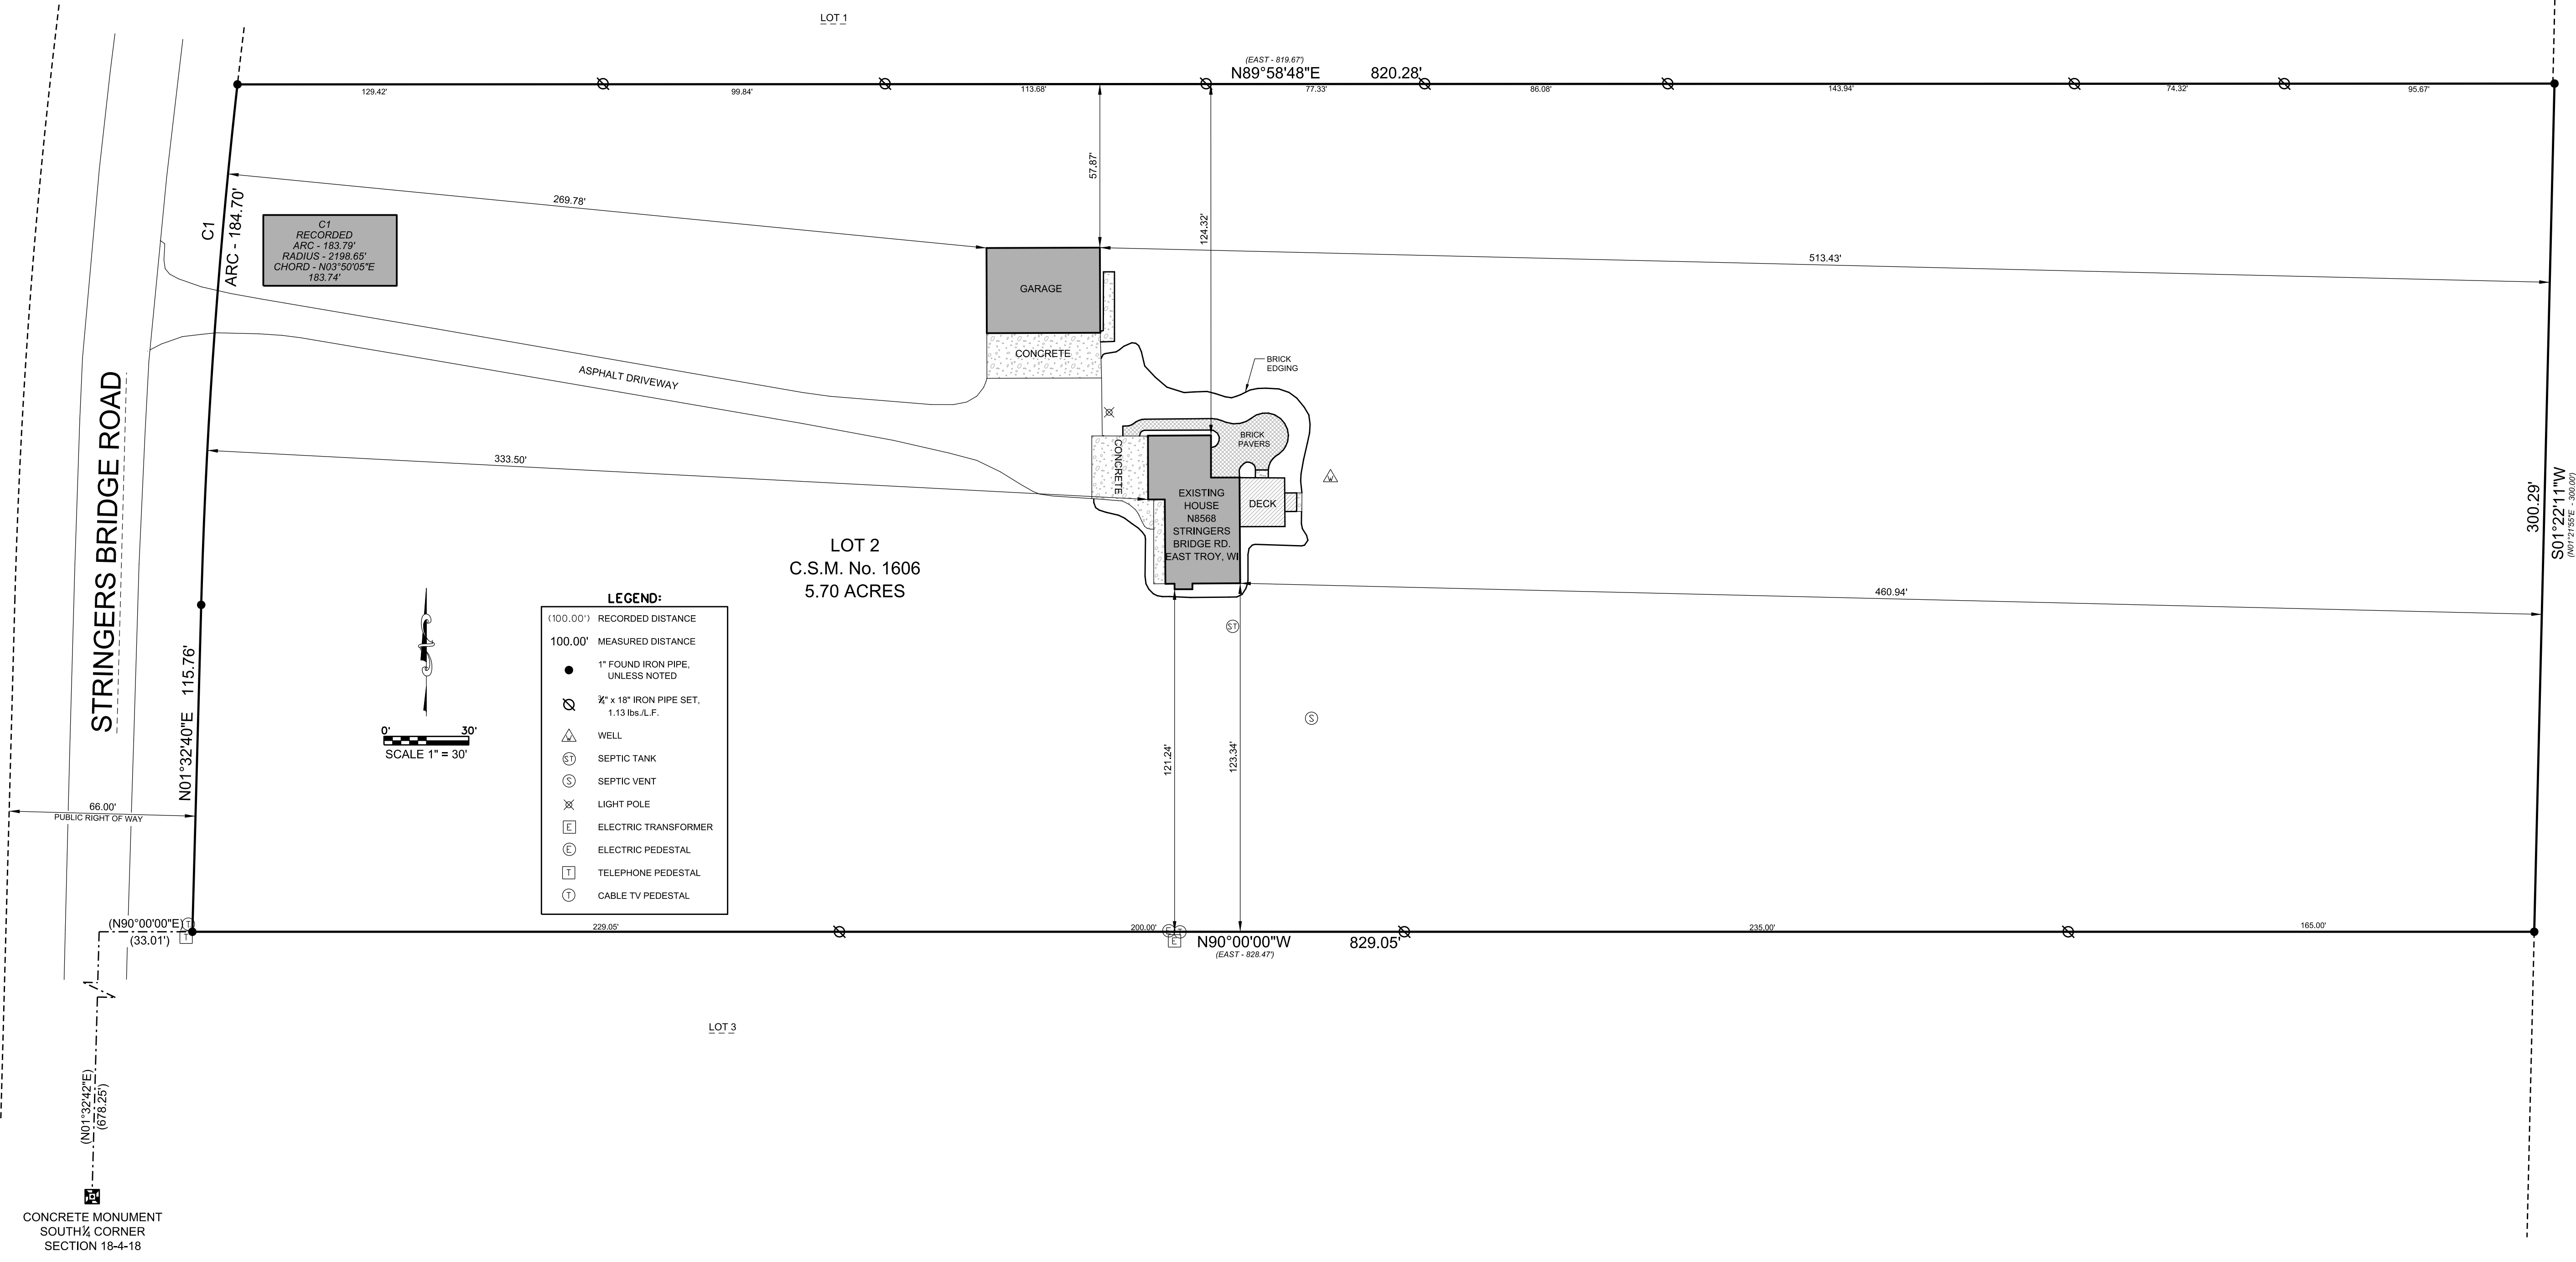 LOT 1
(EAST - 819.67')
N89°58'48"E 820.28'
129.42'
99.84'
113.68'
77.33'
86.08'
143.94'
74.32'
95.67'
57.87'
124.32'
269.78'
513.43'
C1
ARC - 184.70'
C1
RECORDED
ARC - 183.79'
RADIUS - 2198.65'
CHORD - N03°50'05"E
183.74'
GARAGE
CONCRETE
ASPHALT DRIVEWAY
BRICK
EDGING
BRICK
PAVERS
CONCRETE
333.50'
EXISTING
HOUSE
N8568
STRINGERS
BRIDGE RD.
EAST TROY, WI
DECK
W
STRINGERS BRIDGE ROAD
LOT 2
C.S.M. No. 1606
5.70 ACRES
460.94'
300.29'
S01°22'11"W
(N01°21'55"E - 300.00')
ST
S
121.24'
123.34'
N01°32'40"E 115.76'
0' 30'
SCALE 1" = 30'
LEGEND:
(100.00') RECORDED DISTANCE
100.00' MEASURED DISTANCE
1" FOUND IRON PIPE,
UNLESS NOTED
¾" x 18" IRON PIPE SET,
1.13 lbs./L.F.
W WELL
ST SEPTIC TANK
S SEPTIC VENT
LIGHT POLE
E ELECTRIC TRANSFORMER
E ELECTRIC PEDESTAL
T TELEPHONE PEDESTAL
T CABLE TV PEDESTAL
66.00'
PUBLIC RIGHT OF WAY
(N90°00'00"E)
(33.01')
T
T
229.05'
200.00'
E
T
E
N90°00'00"W 829.05'
(EAST - 828.47')
235.00'
165.00'
LOT 3
(N01°32'42"E)
(678.25')
CONCRETE MONUMENT
SOUTH¼ CORNER
SECTION 18-4-18